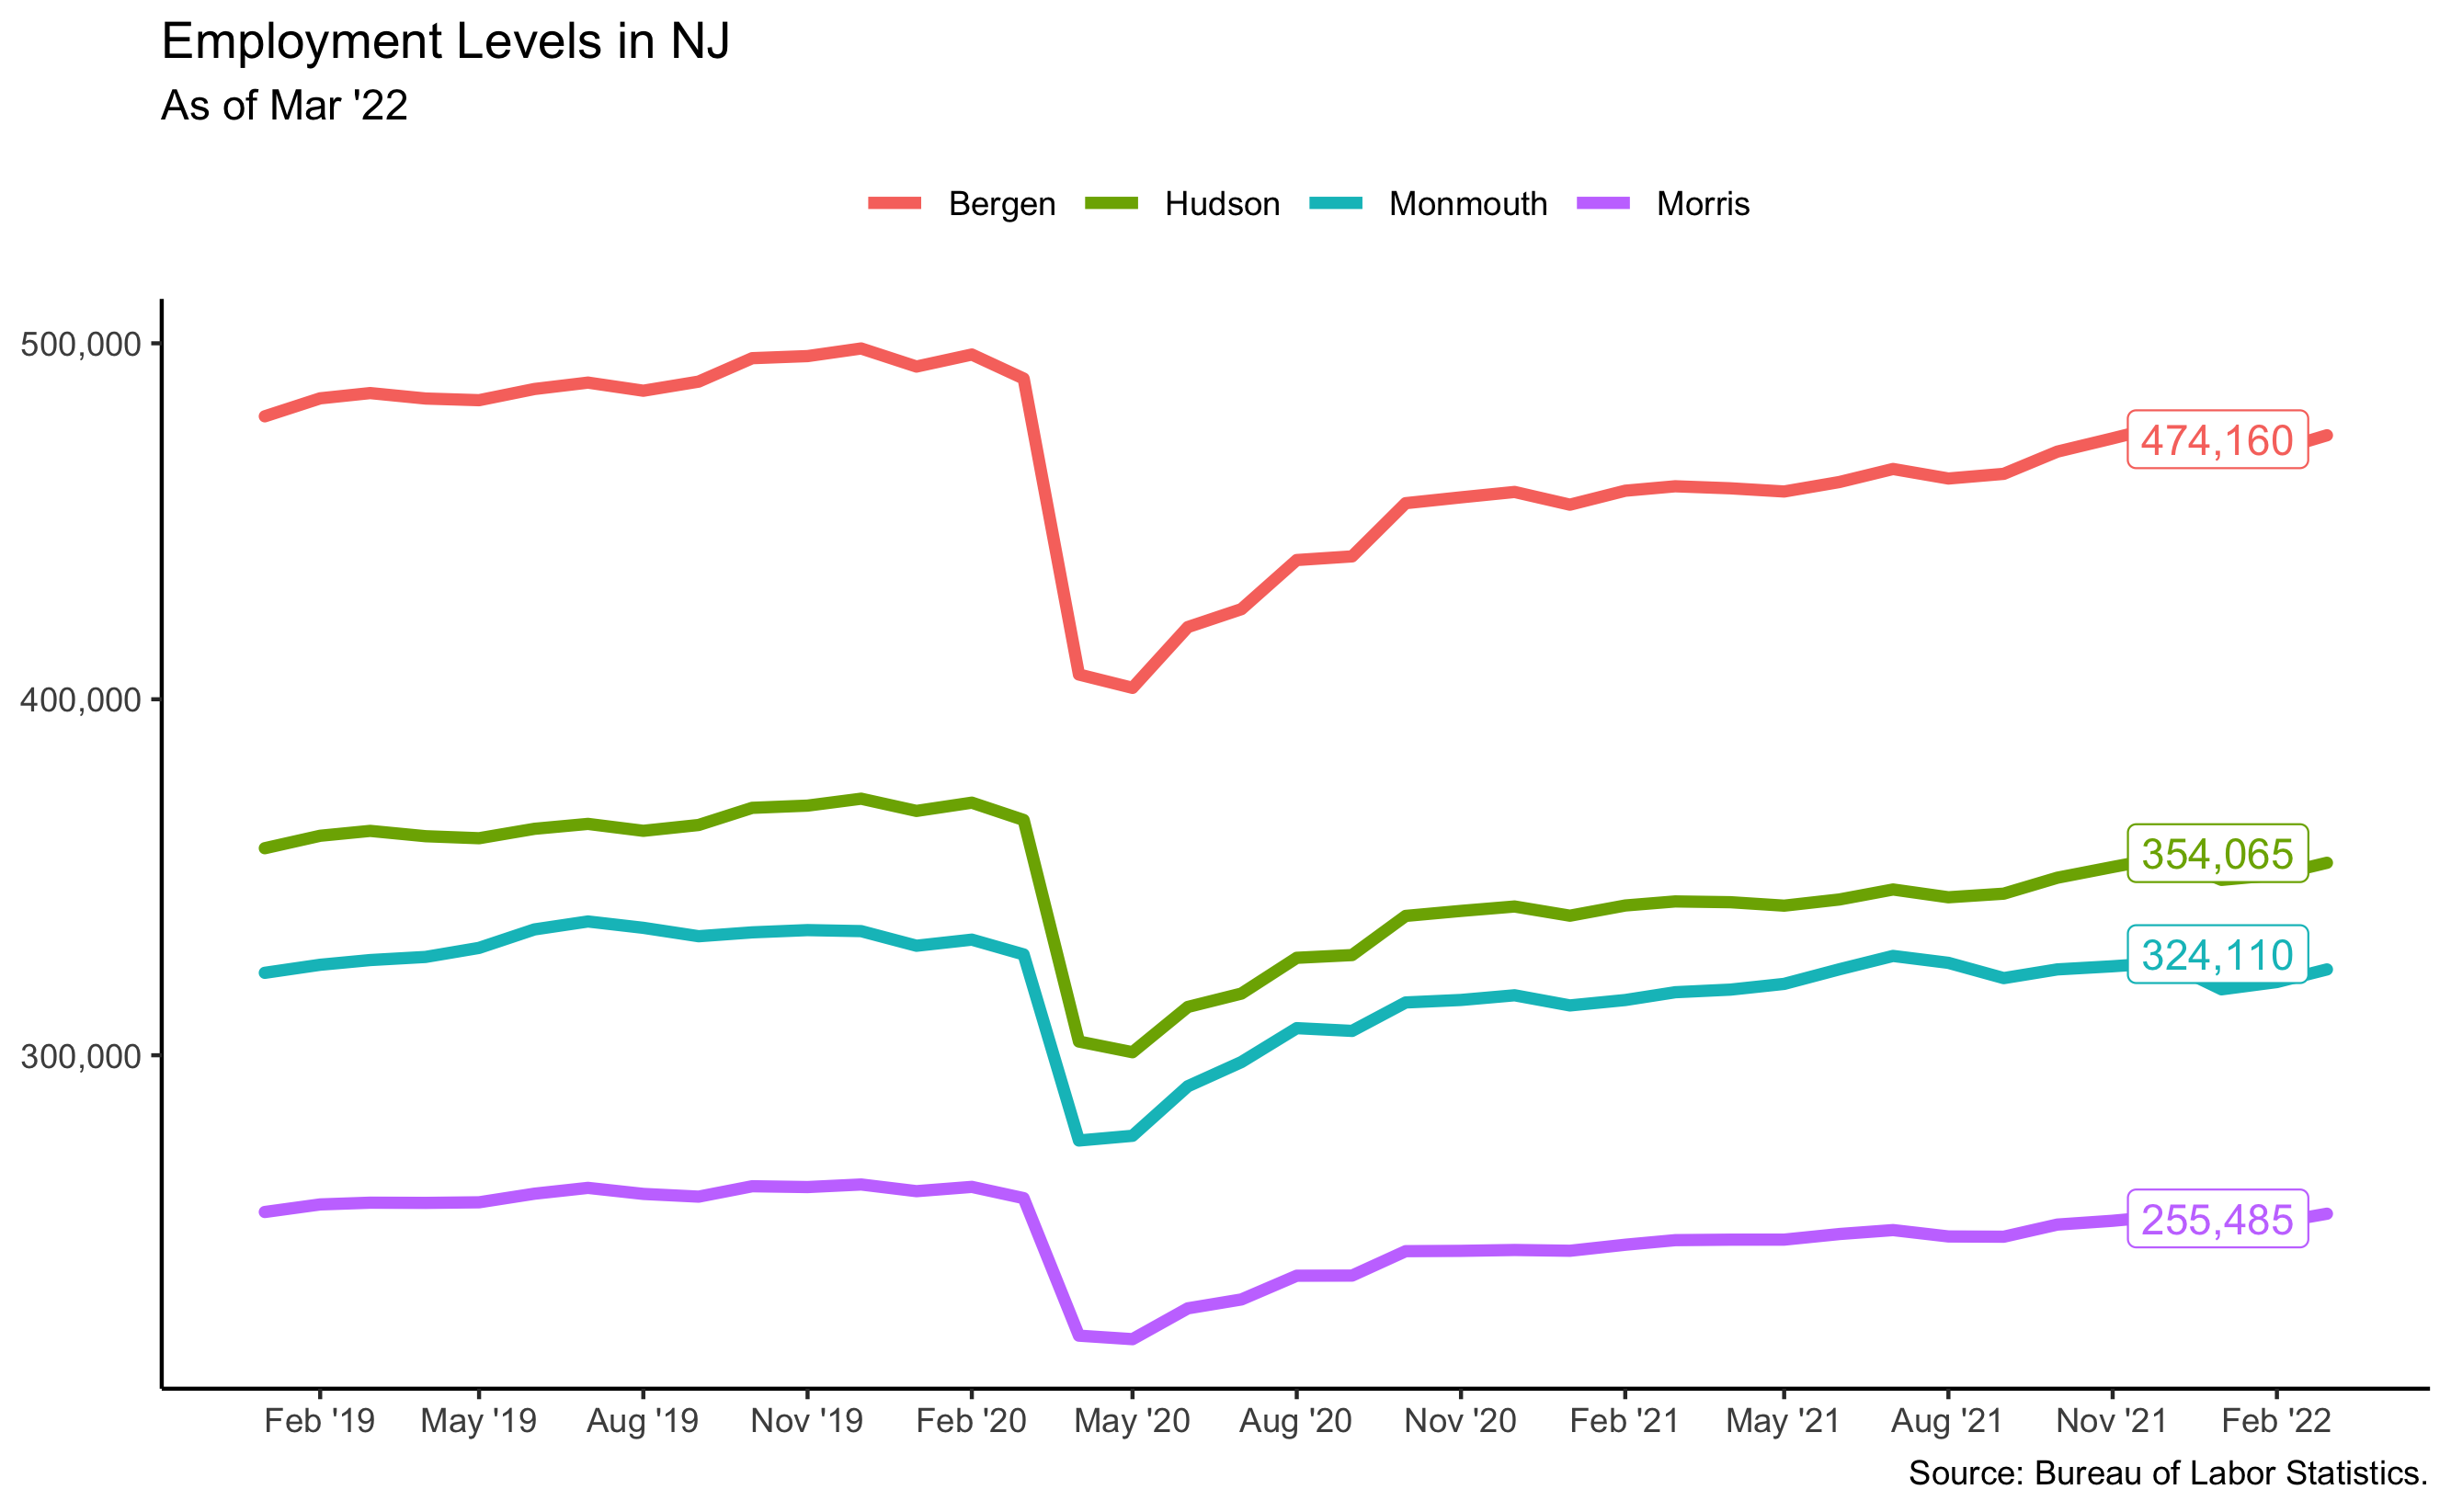 Employment Levels in NJ
As of Mar '22
Bergen Hudson Monmouth Morris
500,000
474,160
400,000
354,065
324,110
300,000
255,485
Feb '19 May '19 Aug '19 Nov '19 Feb '20 May '20 Aug '20 Nov '20 Feb '21 May '21 Aug '21 Nov '21 Feb '22
Source: Bureau of Labor Statistics.